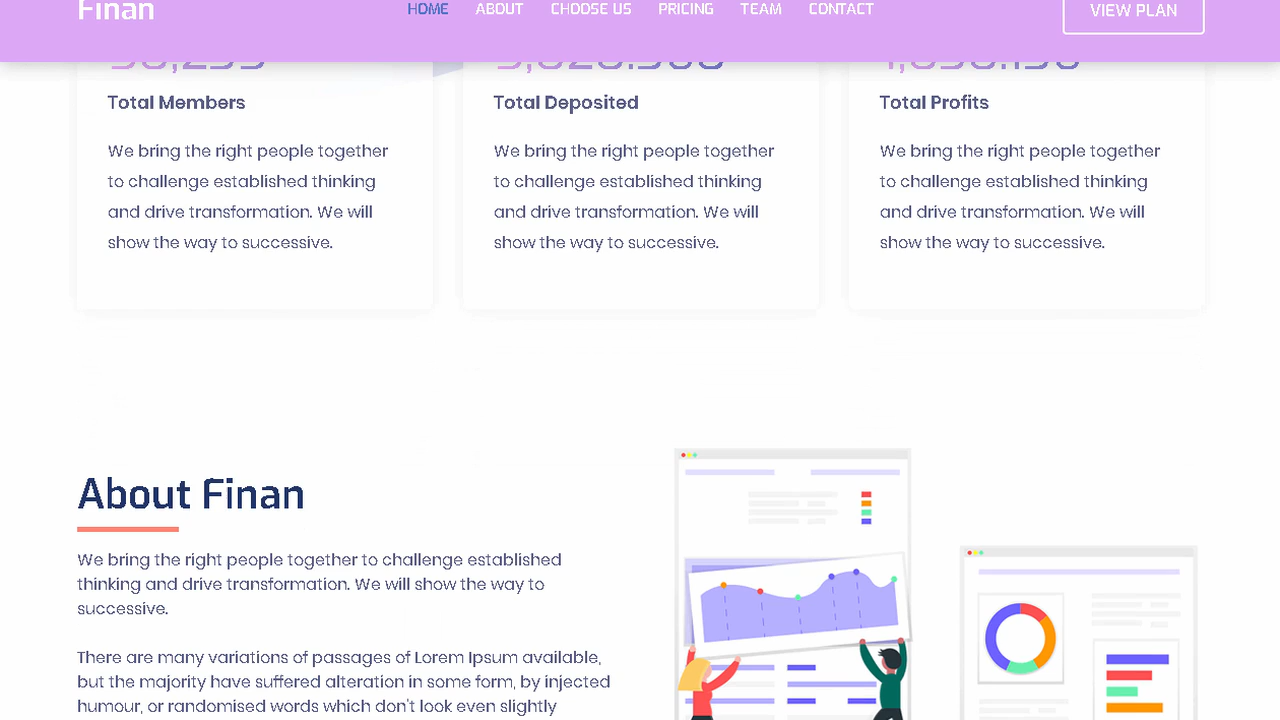 Finan
HOME ABOUT CHOOSE US PRICING TEAM CONTACT
VIEW PLAN
Total Members
We bring the right people together
to challenge established thinking
and drive transformation. We will
show the way to successive.
Total Deposited
We bring the right people together
to challenge established thinking
and drive transformation. We will
show the way to successive.
Total Profits
We bring the right people together
to challenge established thinking
and drive transformation. We will
show the way to successive.
About Finan
We bring the right people together to challenge established
thinking and drive transformation. We will show the way to
successive.
There are many variations of passages of Lorem Ipsum available,
but the majority have suffered alteration in some form, by injected
humour, or randomised words which don't look even slightly